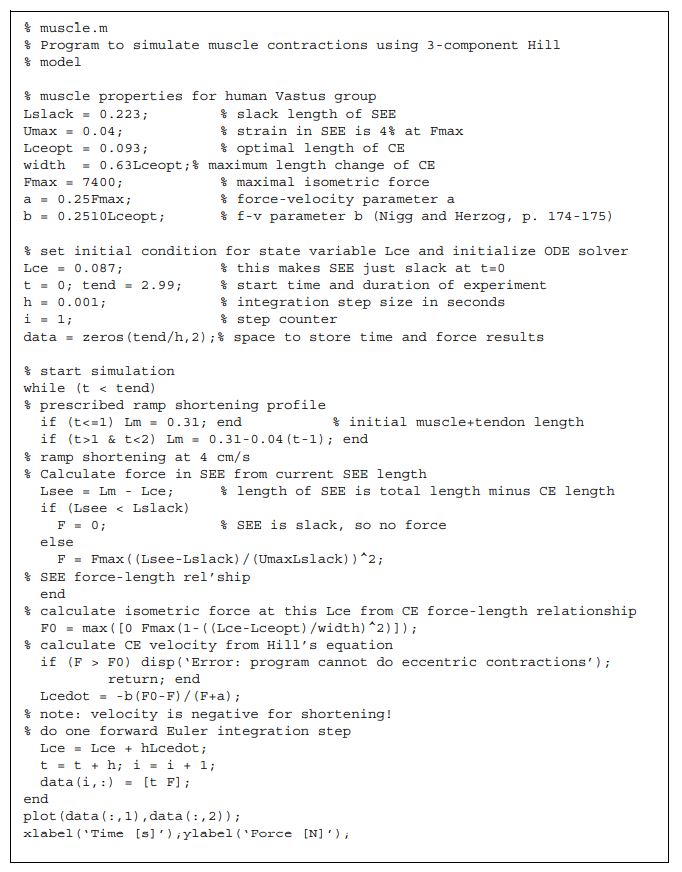 % muscle.m
% Program to simulate muscle contractions using 3-component Hill
% model
% muscle properties for human Vastus group
Lslack = 0.223; % slack length of SEE
Umax = 0.04; % strain in SEE is 4% at Fmax
Lceopt = 0.093; % optimal length of CE
width = 0.63Lceopt;% maximum length change of CE
Fmax = 7400; % maximal isometric force
a = 0.25Fmax; % force-velocity parameter a
b = 0.2510Lceopt; % f-v parameter b (Nigg and Herzog, p. 174-175)
% set initial condition for state variable Lce and initialize ODE solver
Lce = 0.087; % this makes SEE just slack at t=0
t = 0; tend = 2.99; % start time and duration of experiment
h = 0.001; % integration step size in seconds
i = 1; % step counter
data = zeros(tend/h,2);% space to store time and force results
% start simulation
while (t < tend)
% prescribed ramp shortening profile
if (t<=1) Lm = 0.31; end % initial muscle+tendon length
if (t>1 & t<2) Lm = 0.31-0.04(t-1); end
% ramp shortening at 4 cm/s
% Calculate force in SEE from current SEE length
Lsee = Lm - Lce; % length of SEE is total length minus CE length
if (Lsee < Lslack)
F = 0; % SEE is slack, so no force
else
F = Fmax((Lsee-Lslack)/(UmaxLslack))^2;
% SEE force-length rel'ship
end
% calculate isometric force at this Lce from CE force-length relationship
F0 = max([0 Fmax(1-((Lce-Lceopt)/width)^2)]);
% calculate CE velocity from Hill's equation
if (F > F0) disp('Error: program cannot do eccentric contractions');
return; end
Lcedot = -b(F0-F)/(F+a);
% note: velocity is negative for shortening!
% do one forward Euler integration step
Lce = Lce + hLcedot;
t = t + h; i = i + 1;
data(i,:) = [t F];
end
plot(data(:,1),data(:,2));
xlabel('Time [s]');ylabel('Force [N]');